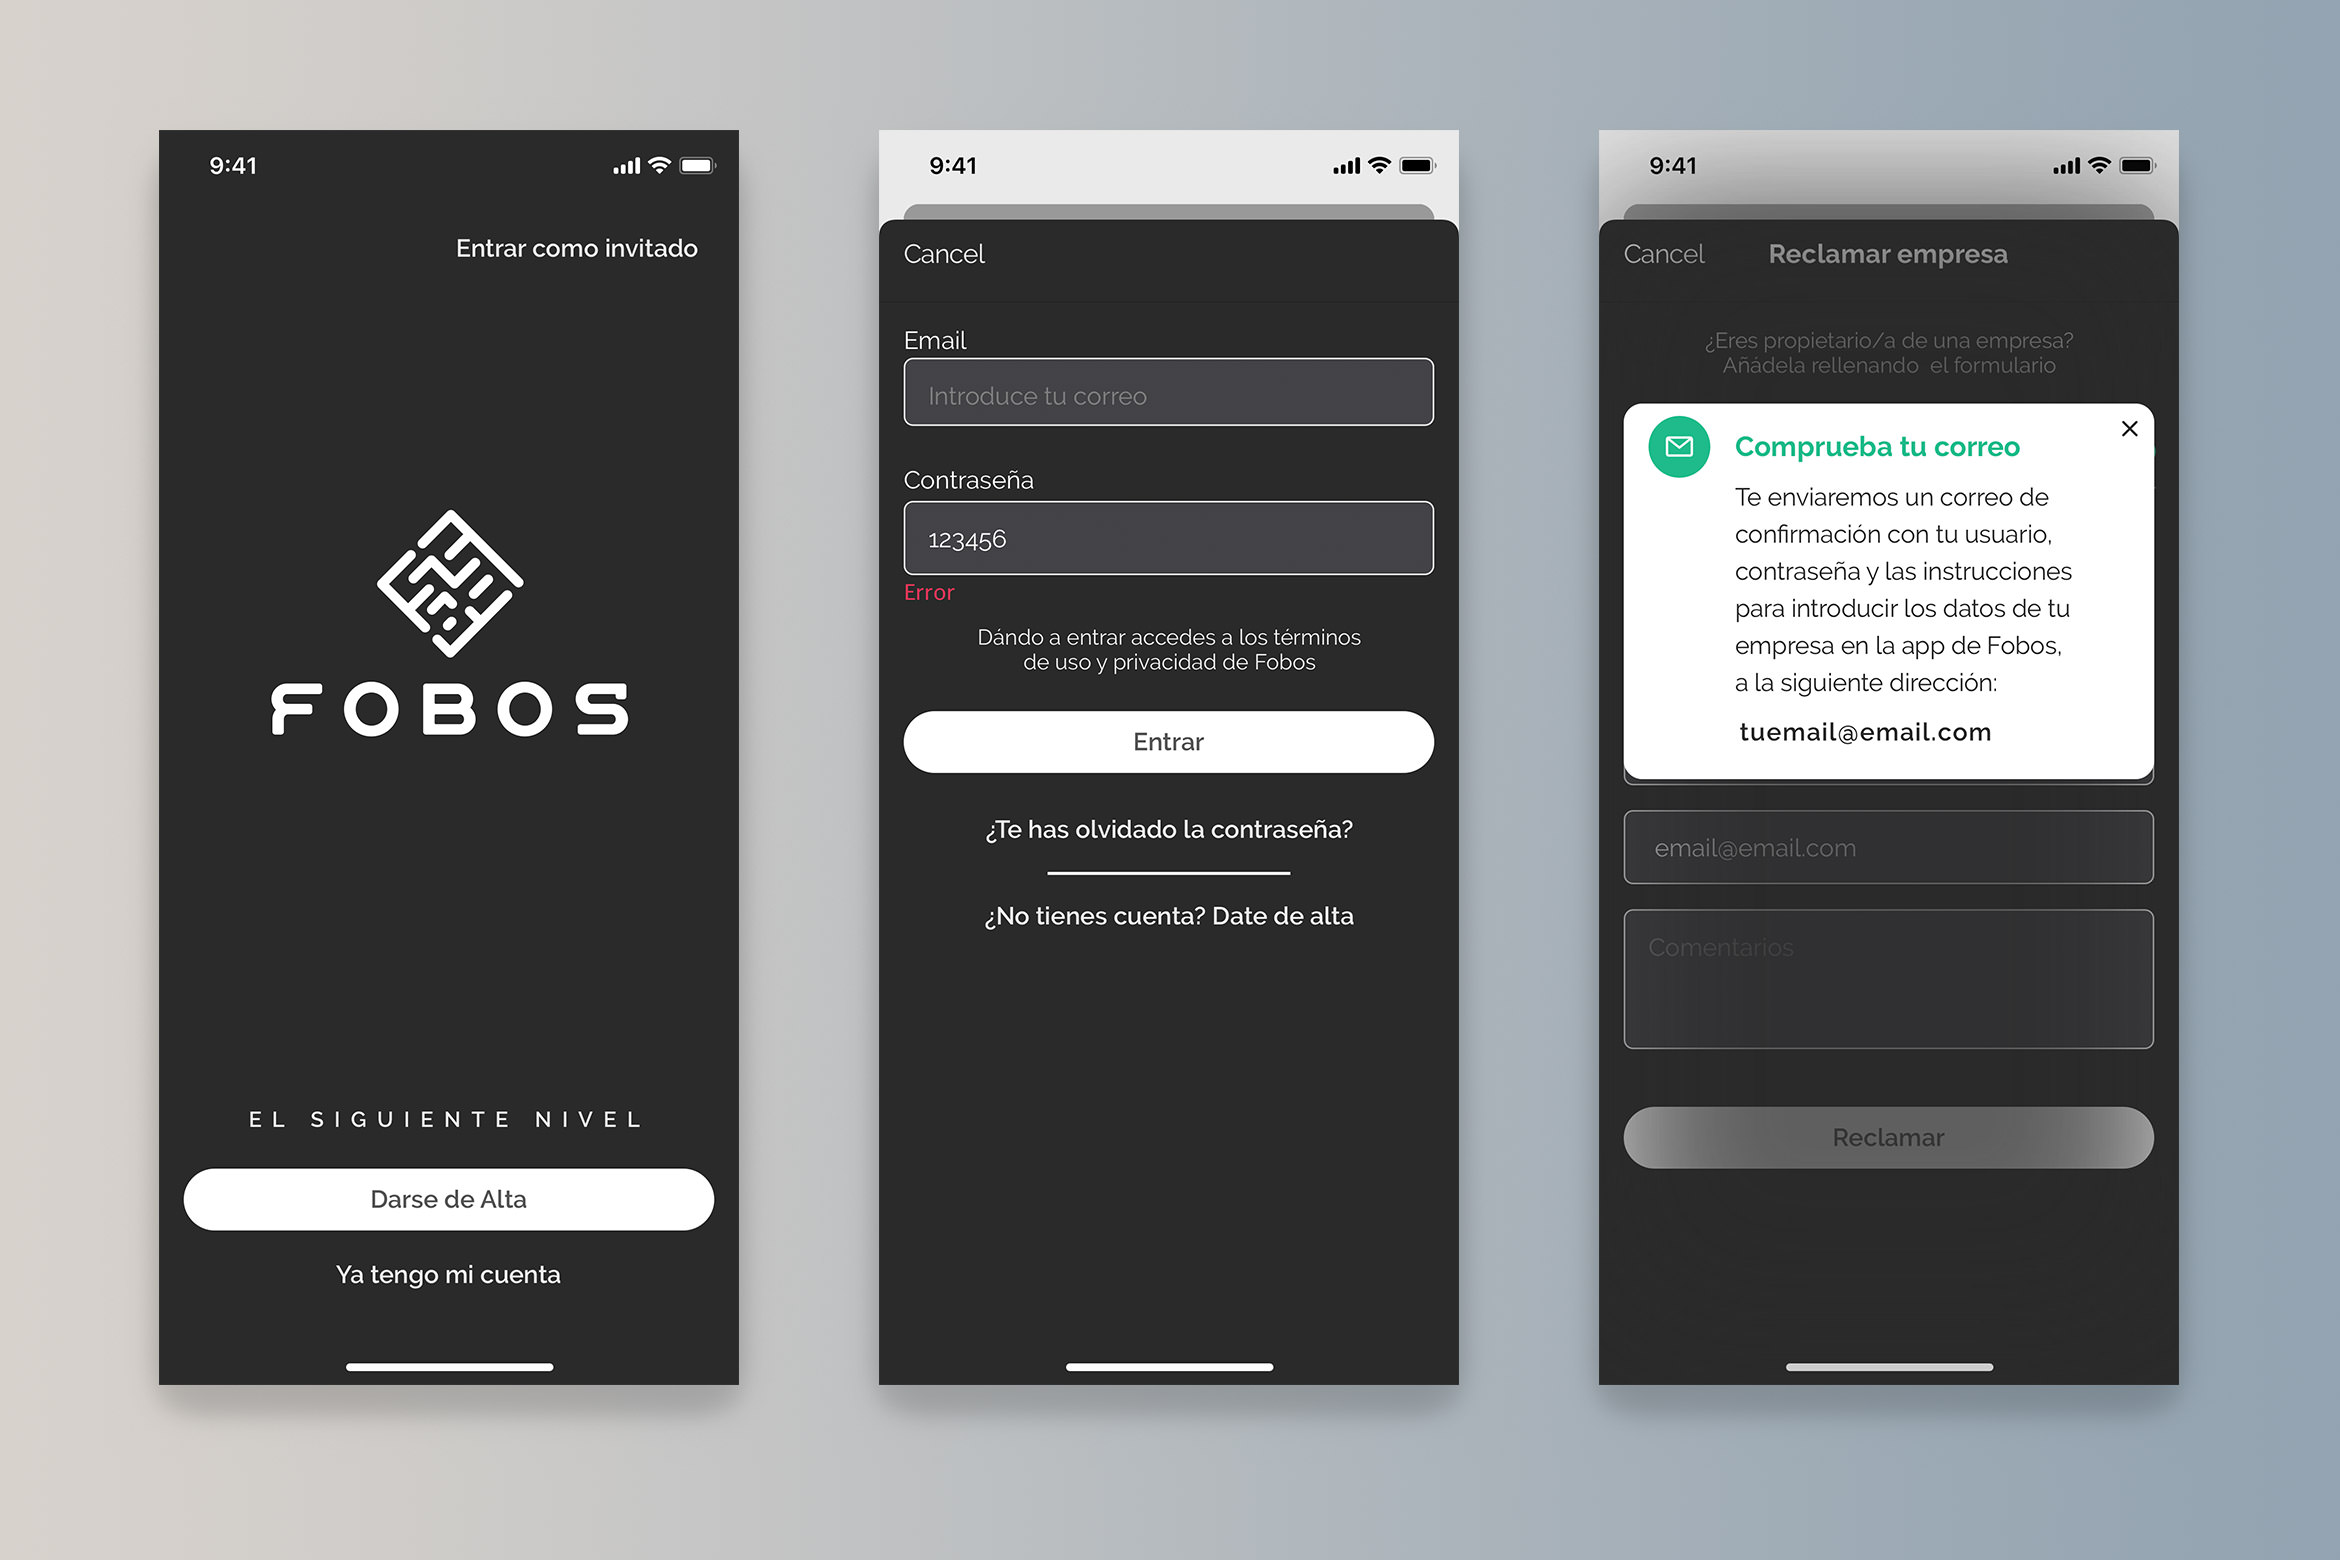 9:41
Entrar como invitado
FOBOS
EL SIGUIENTE NIVEL
Darse de Alta
Ya tengo mi cuenta
9:41
Cancel
Email
Introduce tu correo
Contraseña
123456
Error
Dándo a entrar accedes a los términos
de uso y privacidad de Fobos
Entrar
¿Te has olvidado la contraseña?
¿No tienes cuenta? Date de alta
9:41
Cancel Reclamar empresa
¿Eres propietario/a de una empresa?
Añádela rellenando el formulario
Comprueba tu correo
Te enviaremos un correo de
confirmación con tu usuario,
contraseña y las instrucciones
para introducir los datos de tu
empresa en la app de Fobos,
a la siguiente dirección:
tuemail@email.com
email@email.com
Comentarios
Reclamar